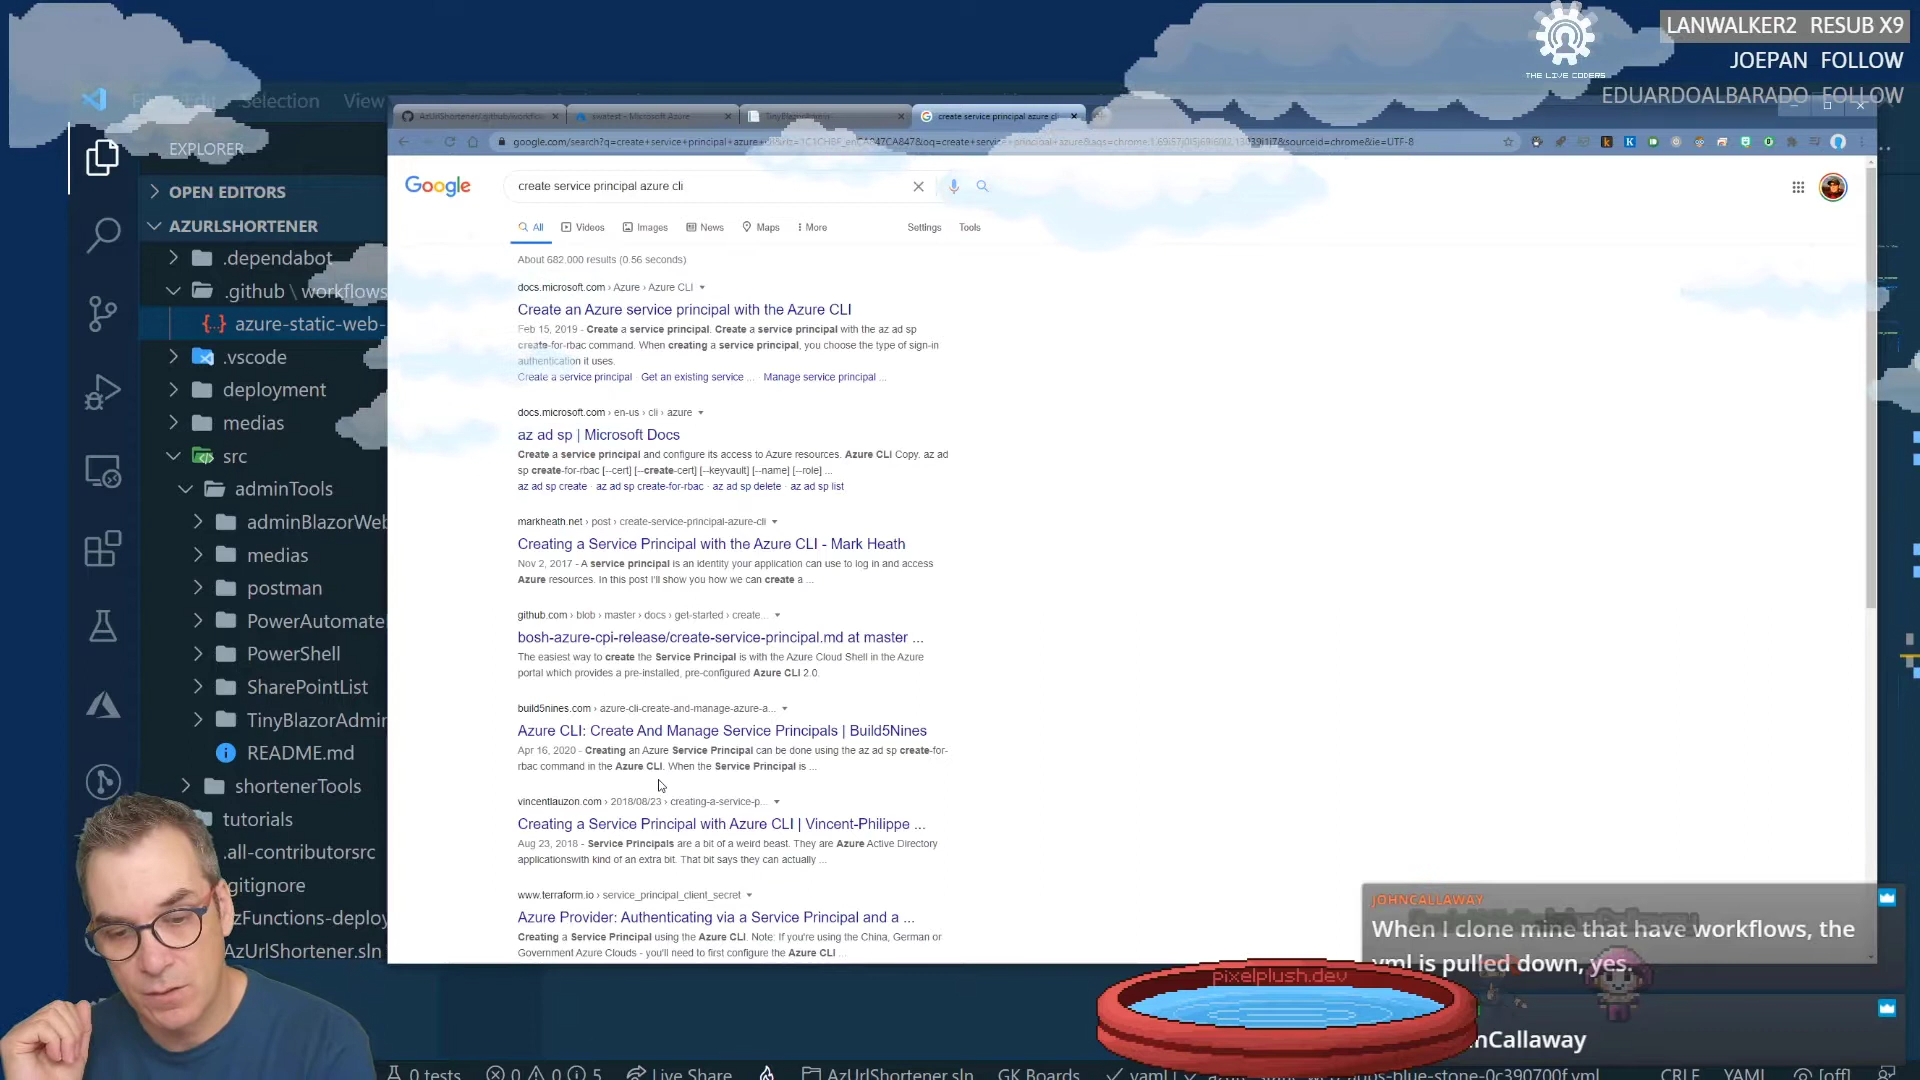 LANWALKER2 RESUB X9
JOEPAN FOLLOW
EDUARDOALBARADO FOLLOW
THE LIVE CODERS
Selection View
swatest - Microsoft Azure
TinyBlazorAdmin
create service principal azure cli
EXPLORER
OPEN EDITORS
AZURLSHORTENER
.dependabot
.github \ workflows
azure-static-web-
.vscode
deployment
medias
src
adminTools
adminBlazorWeb
medias
postman
PowerAutomate
PowerShell
SharePointList
TinyBlazorAdmin
README.md
shortenerTools
tutorials
.all-contributorsrc
gitignore
zFunctions-deploy
AzUrlShortener.sln
Google
create service principal azure cli
All Videos Images News Maps More Settings Tools
About 682.000 results (0.56 seconds)
docs.microsoft.com › Azure › Azure CLI
Create an Azure service principal with the Azure CLI
Feb 15, 2019 - Create a service principal. Create a service principal with the az ad sp
create-for-rbac command. When creating a service principal, you choose the type of sign-in
authentication it uses.
Create a service principal · Get an existing service ... · Manage service principal ...
docs.microsoft.com › en-us › cli › azure
az ad sp | Microsoft Docs
Create a service principal and configure its access to Azure resources. Azure CLI Copy. az ad
sp create-for-rbac [--cert] [--create-cert] [--keyvault] [--name] [--role] ...
az ad sp create · az ad sp create-for-rbac · az ad sp delete · az ad sp list
markheath.net › post › create-service-principal-azure-cli
Creating a Service Principal with the Azure CLI - Mark Heath
Nov 2, 2017 - A service principal is an identity your application can use to log in and access
Azure resources. In this post I'll show you how we can create a ...
github.com › blob › master › docs › get-started › create...
bosh-azure-cpi-release/create-service-principal.md at master ...
The easiest way to create the Service Principal is with the Azure Cloud Shell in the Azure
portal which provides a pre-installed, pre-configured Azure CLI 2.0.
build5nines.com › azure-cli-create-and-manage-azure-a...
Azure CLI: Create And Manage Service Principals | Build5Nines
Apr 16, 2020 - Creating an Azure Service Principal can be done using the az ad sp create-for-
rbac command in the Azure CLI. When the Service Principal is ...
vincentlauzon.com › 2018/08/23 › creating-a-service-p...
Creating a Service Principal with Azure CLI | Vincent-Philippe ...
Aug 23, 2018 - Service Principals are a bit of a weird beast. They are Azure Active Directory
applicationswith kind of an extra bit. That bit says they can actually ...
www.terraform.io › service_principal_client_secret
Azure Provider: Authenticating via a Service Principal and a ...
Creating a Service Principal using the Azure CLI. Note: If you're using the China, German or
Government Azure Clouds - you'll need to first configure the Azure CLI ...
JOHNCALLAWAY
When I clone mine that have workflows, the
yml is pulled down, yes.
pixelplush.dev
nCallaway
0 tests 0 0 5 Live Share AzUrlShortener.sln GK Boards yaml CRLF YAML [off]